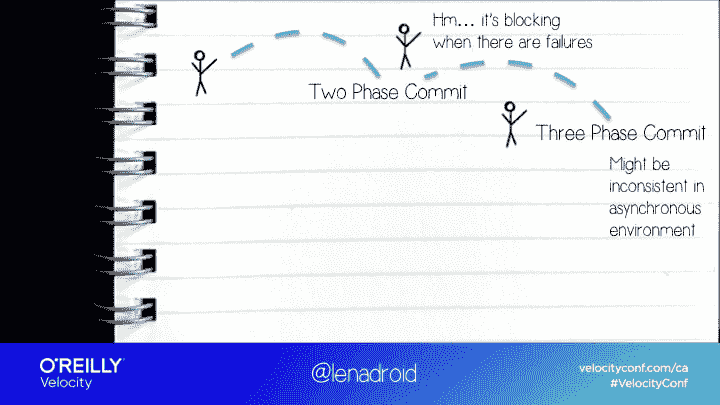 Hm... it's blocking
when there are failures
Two Phase Commit
Three Phase Commit
Might be
inconsistent in
asynchronous
environment
O'REILLY
Velocity
@lenadroid
velocityconf.com/ca
#VelocityConf